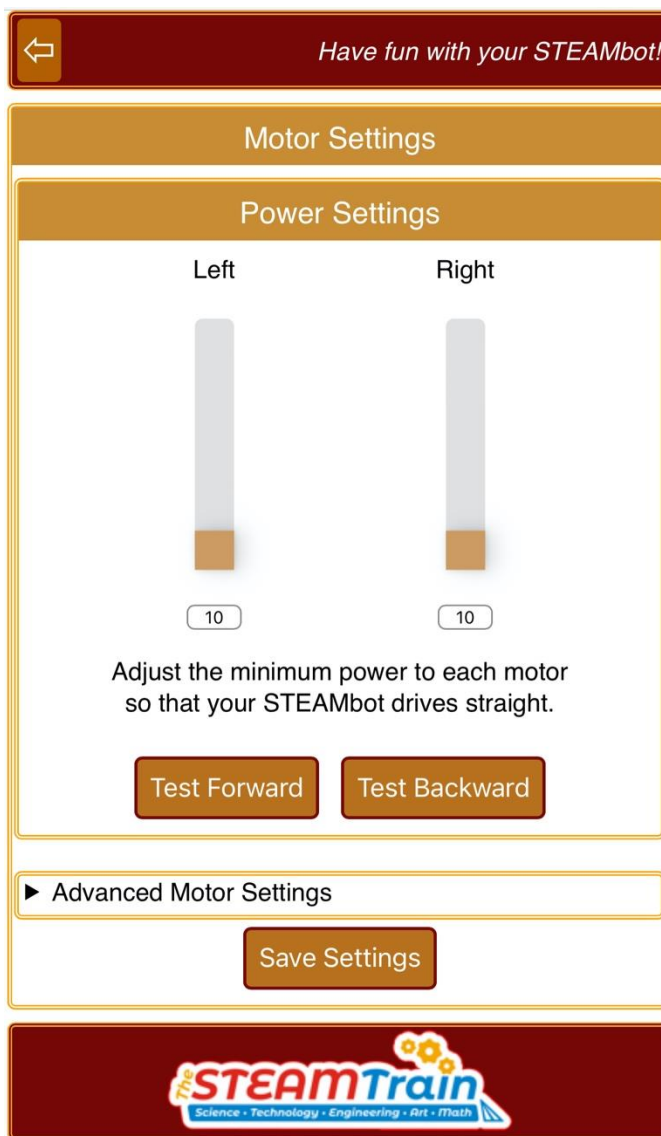 Have fun with your STEAMbot!
Motor Settings
Power Settings
Left Right
10 10
Adjust the minimum power to each motor
so that your STEAMbot drives straight.
Test Forward Test Backward
▶ Advanced Motor Settings
Save Settings
The STEAMTrain
Science • Technology • Engineering • Art • Math